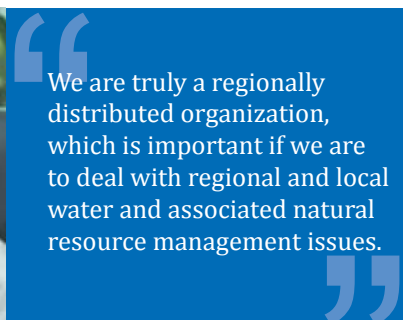 We are truly a regionally
distributed organization,
which is important if we are
to deal with regional and local
water and associated natural
resource management issues.